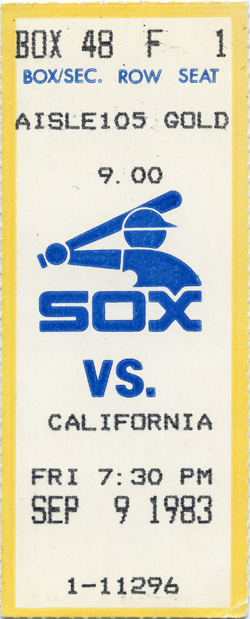 BOX 48 F 1
BOX/SEC. ROW SEAT
AISLE105 GOLD
9.00
SOX
VS.
CALIFORNIA
FRI 7:30 PM
SEP 9 1983
1-11296